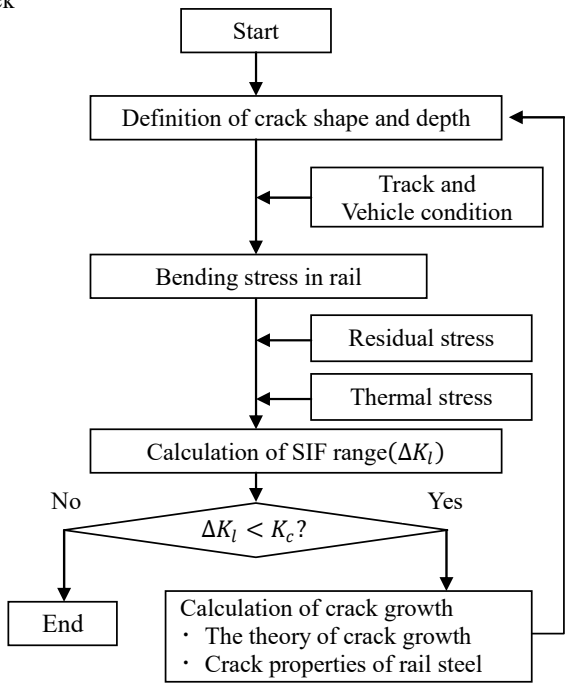 Start
Definition of crack shape and depth
Track and
Vehicle condition
Bending stress in rail
Residual stress
Thermal stress
Calculation of SIF range(ΔK_l)
No
Yes
ΔK_l < K_c?
End
Calculation of crack growth
・ The theory of crack growth
・ Crack properties of rail steel